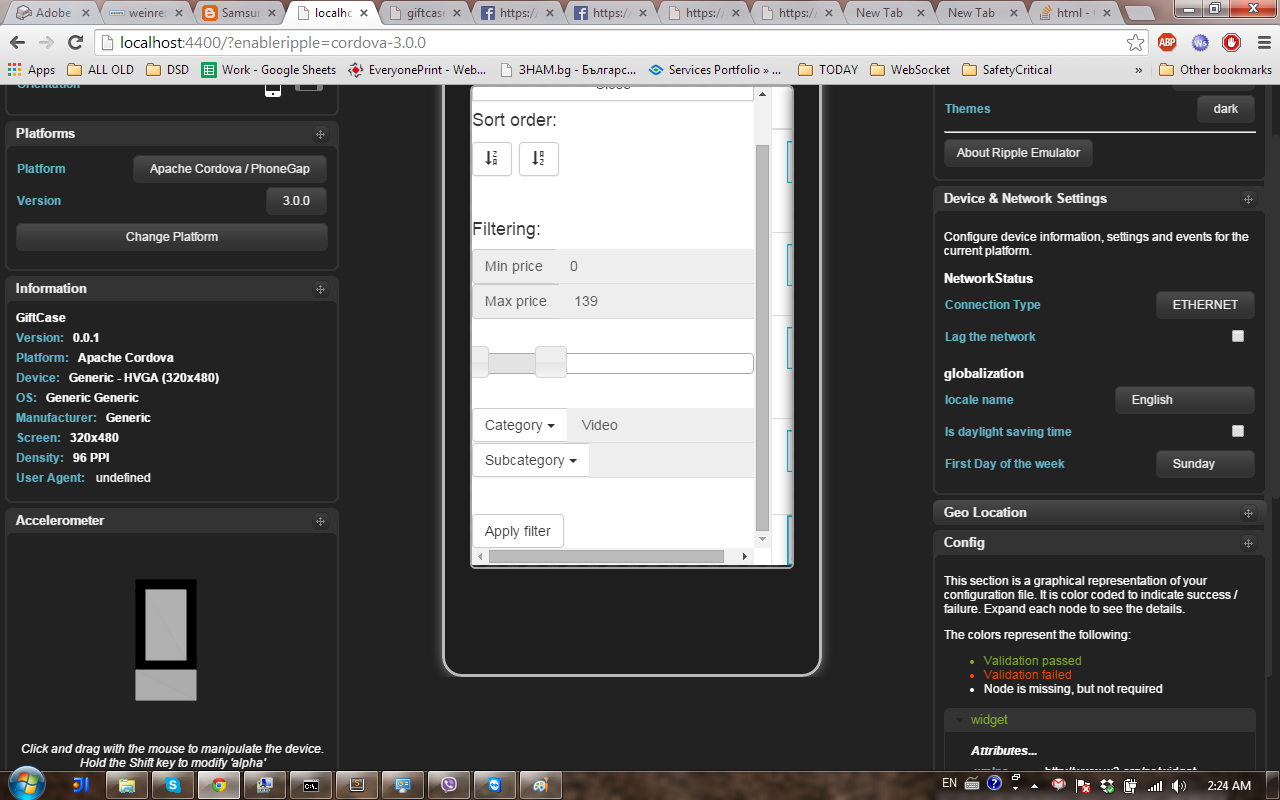 Adobe
weinre
Samsu
localho
giftcase
https://
https://
https://
https://
New Tab
New Tab
html -
localhost:4400/?enableripple=cordova-3.0.0
ABP
Apps
ALL OLD
DSD
Work - Google Sheets
EveryonePrint - Web...
ЗНАМ.bg - Българс...
Services Portfolio » ...
TODAY
WebSocket
SafetyCritical
»
Other bookmarks
Orientation
Platforms
Platform
Apache Cordova / PhoneGap
Version
3.0.0
Change Platform
Information
GiftCase
Version: 0.0.1
Platform: Apache Cordova
Device: Generic - HVGA (320x480)
OS: Generic Generic
Manufacturer: Generic
Screen: 320x480
Density: 96 PPI
User Agent: undefined
Accelerometer
Click and drag with the mouse to manipulate the device.
Hold the Shift key to modify 'alpha'
Close
Sort order:
Filtering:
Min price 0
Max price 139
Category Video
Subcategory
Apply filter
Themes
dark
About Ripple Emulator
Device & Network Settings
Configure device information, settings and events for the
current platform.
NetworkStatus
Connection Type
ETHERNET
Lag the network
globalization
locale name
English
Is daylight saving time
First Day of the week
Sunday
Geo Location
Config
This section is a graphical representation of your
configuration file. It is color coded to indicate success /
failure. Expand each node to see the details.
The colors represent the following:
Validation passed
Validation failed
Node is missing, but not required
widget
Attributes...
EN
2:24 AM